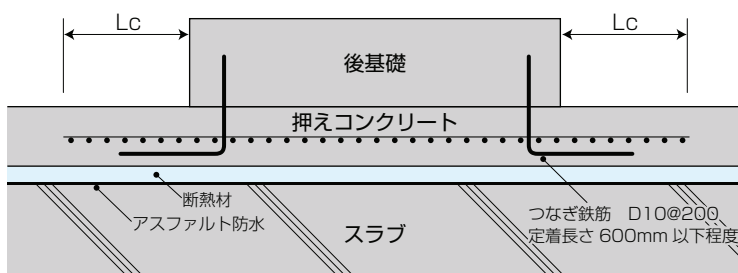 Lc
Lc
後基礎
押えコンクリート
断熱材
アスファルト防水
つなぎ鉄筋 D10@200
定着長さ 600mm 以下程度
スラブ